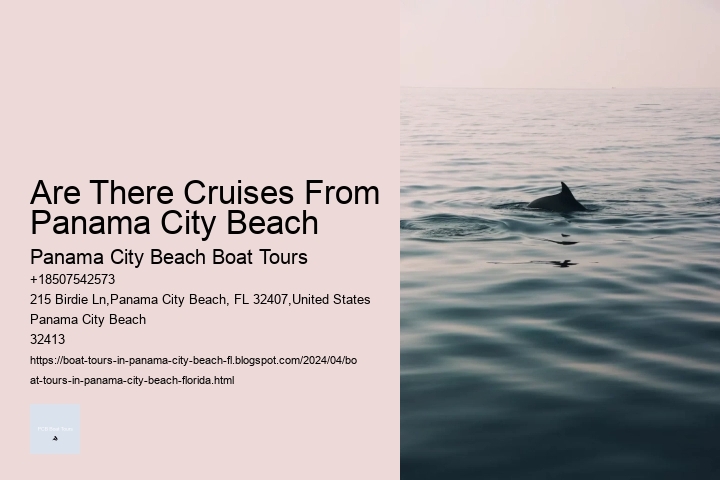 Are There Cruises From
Panama City Beach
Panama City Beach Boat Tours
+18507542573
215 Birdie Ln,Panama City Beach, FL 32407,United States
Panama City Beach
32413
https://boat-tours-in-panama-city-beach-fl.blogspot.com/2024/04/bo
at-tours-in-panama-city-beach-florida.html